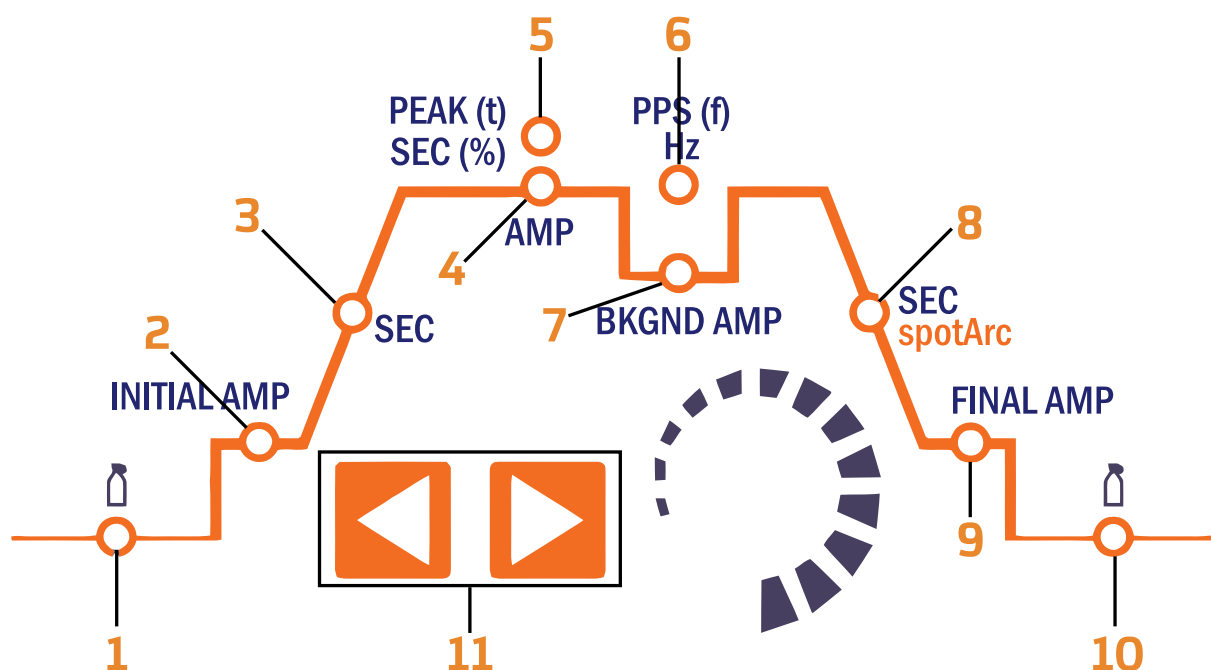 5
6
PEAK (t)
SEC (%)
PPS (f)
Hz
3
4
AMP
8
2
SEC
7
BKGND AMP
SEC
spotArc
INITIAL AMP
FINAL AMP
9
1
11
10